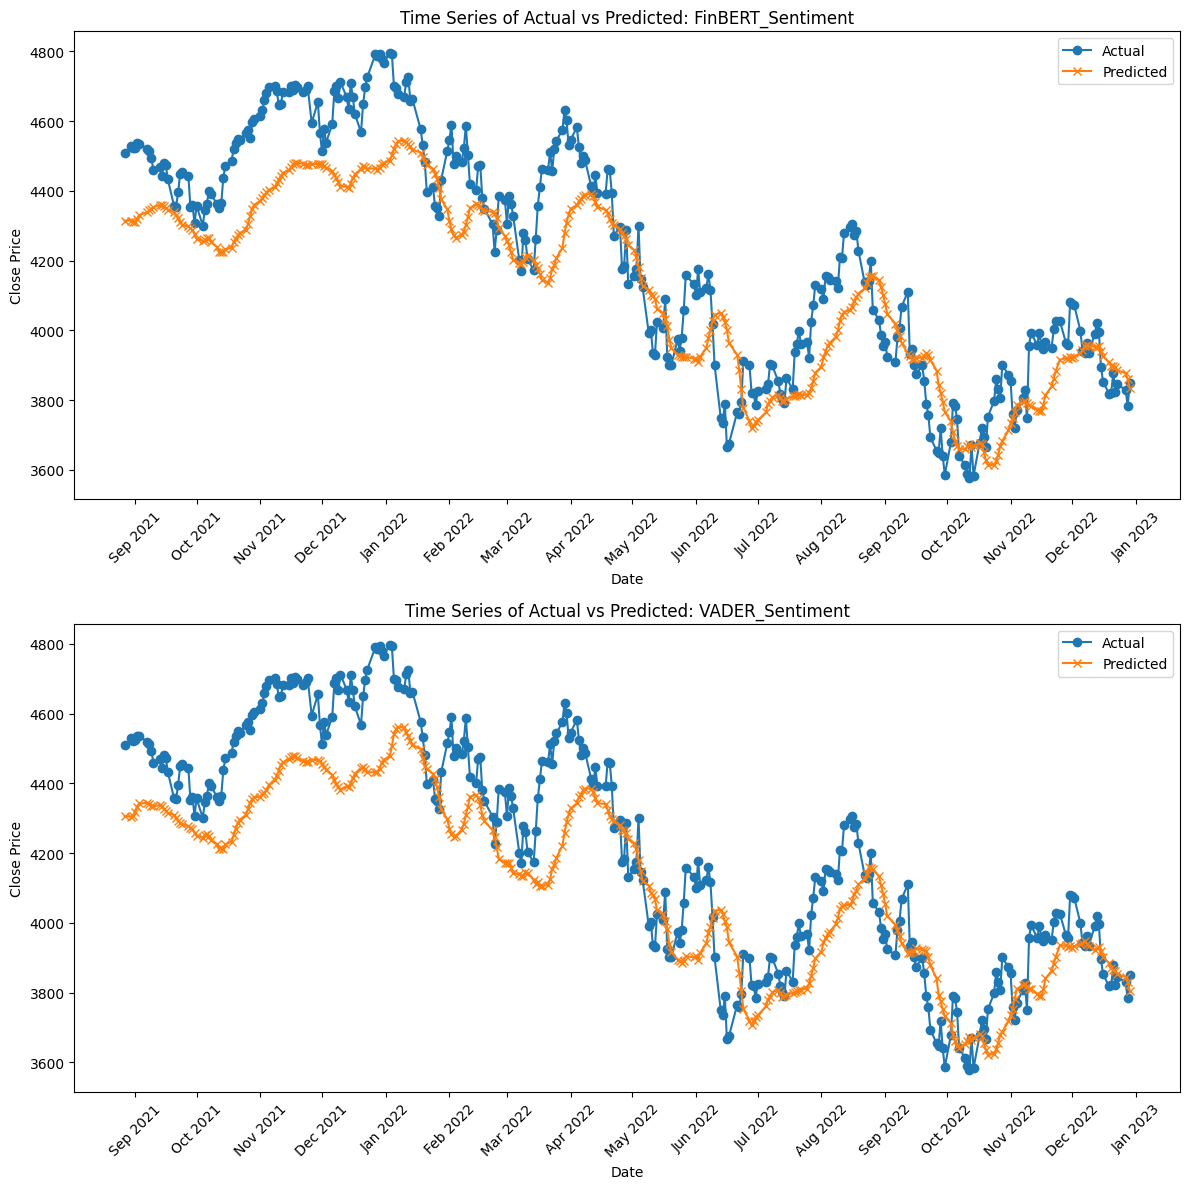 Time Series of Actual vs Predicted: FinBERT_Sentiment
Actual
Predicted
Close Price
4800
4600
4400
4200
4000
3800
3600
Sep 2021
Oct 2021
Nov 2021
Dec 2021
Jan 2022
Feb 2022
Mar 2022
Apr 2022
May 2022
Jun 2022
Jul 2022
Aug 2022
Sep 2022
Oct 2022
Nov 2022
Dec 2022
Jan 2023
Date
Time Series of Actual vs Predicted: VADER_Sentiment
Actual
Predicted
Close Price
4800
4600
4400
4200
4000
3800
3600
Sep 2021
Oct 2021
Nov 2021
Dec 2021
Jan 2022
Feb 2022
Mar 2022
Apr 2022
May 2022
Jun 2022
Jul 2022
Aug 2022
Sep 2022
Oct 2022
Nov 2022
Dec 2022
Jan 2023
Date